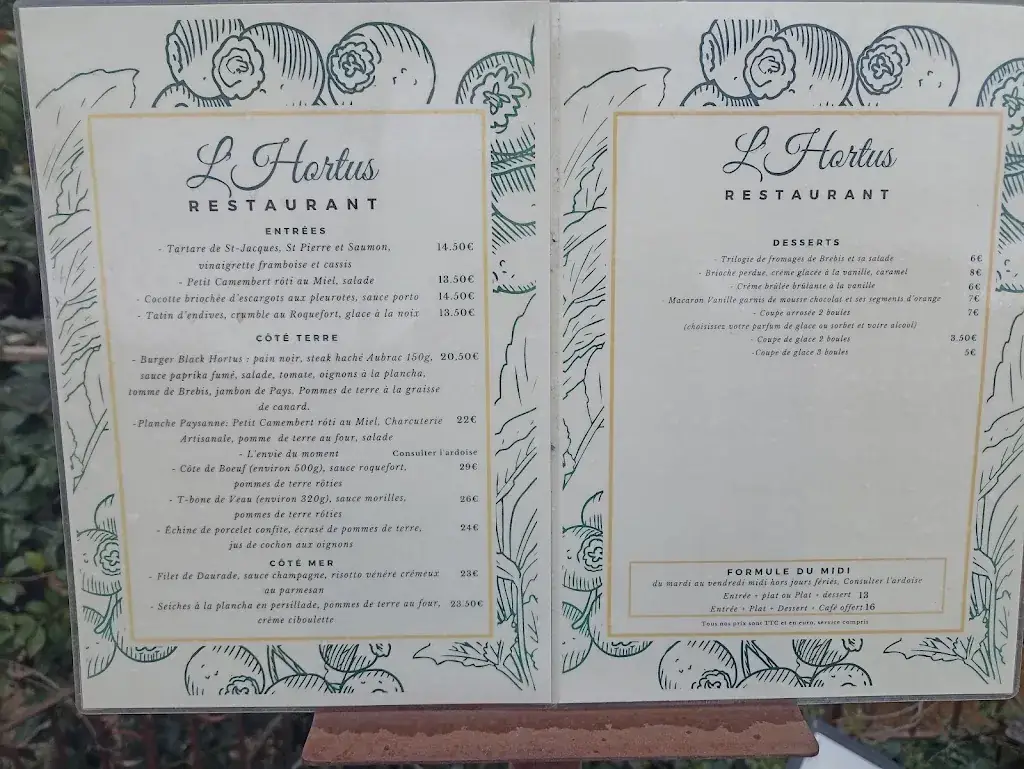 L'Hortus
RESTAURANT
ENTRÉES
- Tartare de St-Jacques, St Pierre et Saumon, 14.50€
vinaigrette framboise et cassis
- Petit Camembert rôti au Miel, salade 13.50€
- Cocotte briochée d'escargots aux pleurotes, sauce porto 14.50€
- Tatin d'endives, crumble au Roquefort, glace à la noix 13.50€
CÔTÉ TERRE
- Burger Black Hortus : pain noir, steak haché Aubrac 150g, 20,50€
sauce paprika fumé, salade, tomate, oignons à la plancha,
tomme de Brebis, jambon de Pays. Pommes de terre à la graisse
de canard.
-Planche Paysanne: Petit Camembert rôti au Miel, Charcuterie 22€
Artisanale, pomme de terre au four, salade
- L'envie du moment Consulter l'ardoise
- Côte de Boeuf (environ 500g), sauce roquefort, 29€
pommes de terre rôties
- T-bone de Veau (environ 320g), sauce morilles, 26€
pommes de terre rôties
- Échine de porcelet confite, écrasé de pommes de terre, 24€
jus de cochon aux oignons
CÔTÉ MER
- Filet de Daurade, sauce champagne, risotto vénéré crémeux 23€
au parmesan
- Seiches à la plancha en persillade, pommes de terre au four, 23.50€
crème ciboulette
L'Hortus
RESTAURANT
DESSERTS
- Trilogie de fromages de Brebis et sa salade 6€
- Brioche perdue, crème glacée à la vanille, caramel 8€
- Crème brûlée brûlante à la vanille 6€
- Macaron Vanille garnis de mousse chocolat et ses segments d'orange 7€
- Coupe arrosée 2 boules 7€
(choisissez votre parfum de glace ou sorbet et votre alcool)
- Coupe de glace 2 boules 3.50€
-Coupe de glace 3 boules 5€
FORMULE DU MIDI
du mardi au vendredi midi hors jours fériés, Consulter l'ardoise
Entrée + plat ou Plat + dessert 13
Entrée + Plat + Dessert + Café offert 16
Tous nos prix sont TTC et en euro, service compris